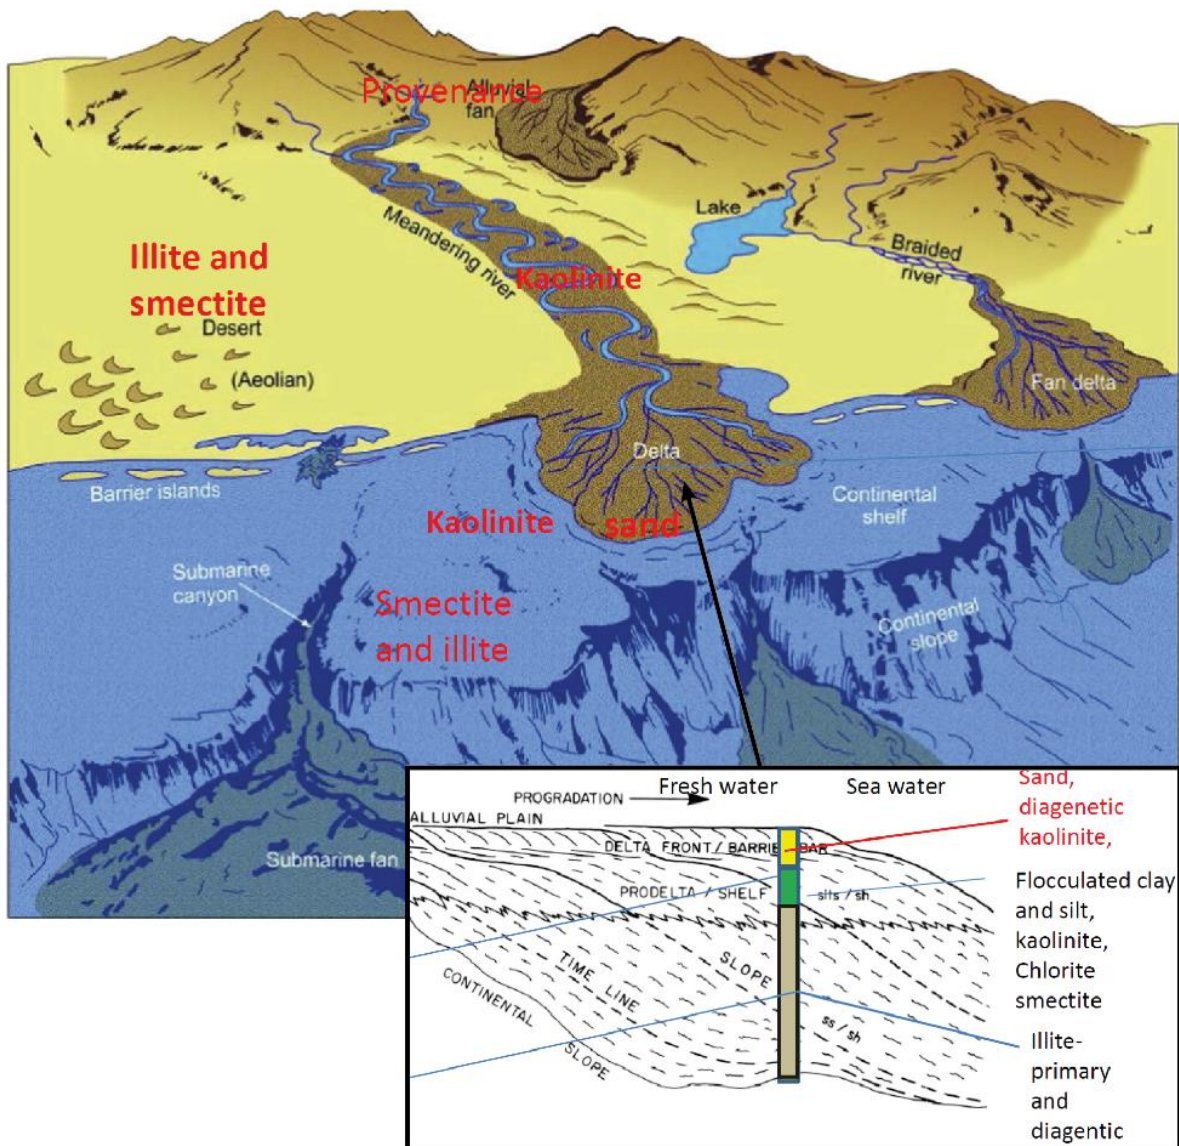 Provenance
Alluvial
fan
Meandering river
Lake
Braided
river
Kaolinite
Illite and
smectite
Desert
(Aeolian)
Fan delta
Delta
Barrier islands
Continental
shelf
Kaolinite
sand
Submarine
canyon
Smectite
and illite
Continental
slope
Submarine fan
Fresh water
Sea water
PROGRADATION
ALLUVIAL PLAIN
DELTA FRONT / BARRIE BAR
PRODELTA / SHELF
slts / sh
SLOPE
TIME LINE
CONTINENTAL
SLOPE
ss / sh
Sand,
diagenetic
kaolinite,
Flocculated clay
and silt,
kaolinite,
Chlorite
smectite
Illite-
primary
and
diagentic